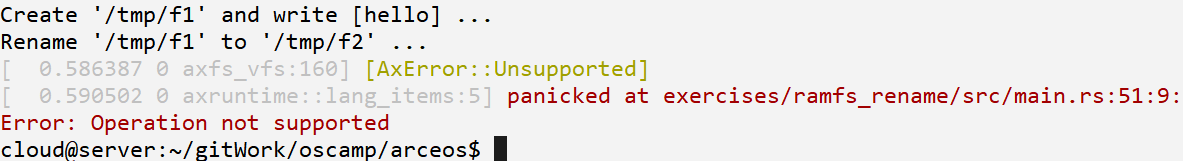 Create '/tmp/f1' and write [hello] ...
Rename '/tmp/f1' to '/tmp/f2' ...
[  0.586387 0 axfs_vfs:160] [AxError::Unsupported]
[  0.590502 0 axruntime::lang_items:5] panicked at exercises/ramfs_rename/src/main.rs:51:9:
Error: Operation not supported
cloud@server:~/gitWork/oscamp/arceos$